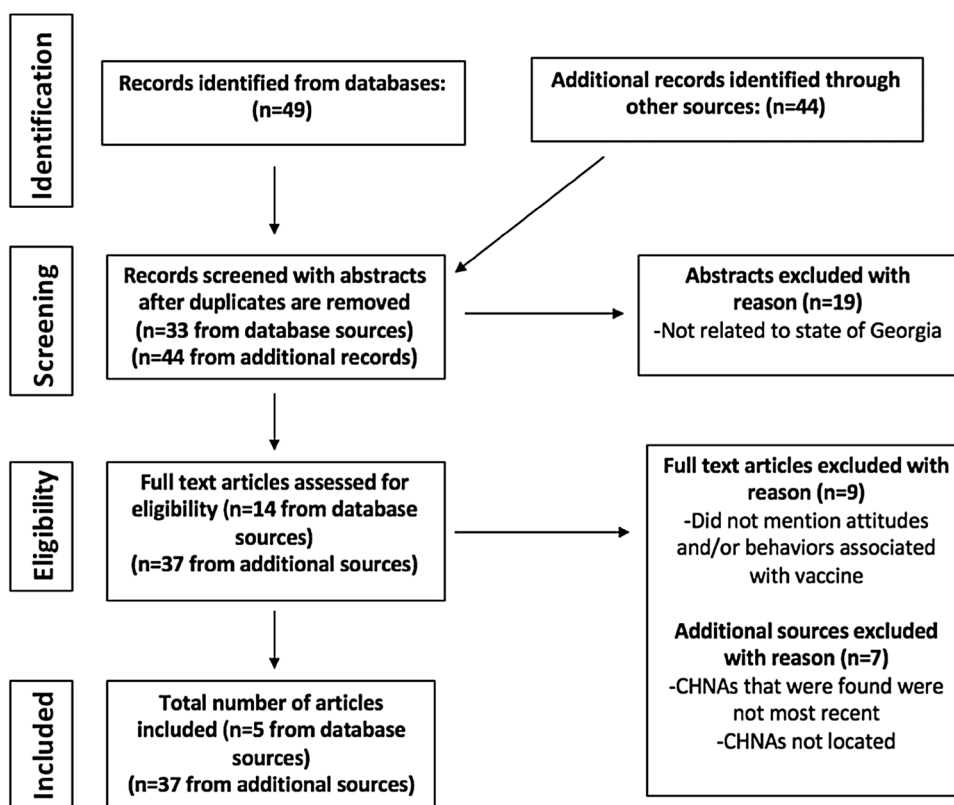 Identification
Records identified from databases:
(n=49)
Additional records identified through
other sources: (n=44)
Screening
Records screened with abstracts
after duplicates are removed
(n=33 from database sources)
(n=44 from additional records)
Abstracts excluded with
reason (n=19)
-Not related to state of Georgia
Eligibility
Full text articles assessed for
eligibility (n=14 from database
sources)
(n=37 from additional sources)
Full text articles excluded with
reason (n=9)
-Did not mention attitudes
and/or behaviors associated
with vaccine
Additional sources excluded
with reason (n=7)
-CHNAs that were found were
not most recent
-CHNAs not located
Included
Total number of articles
included (n=5 from database
sources)
(n=37 from additional sources)